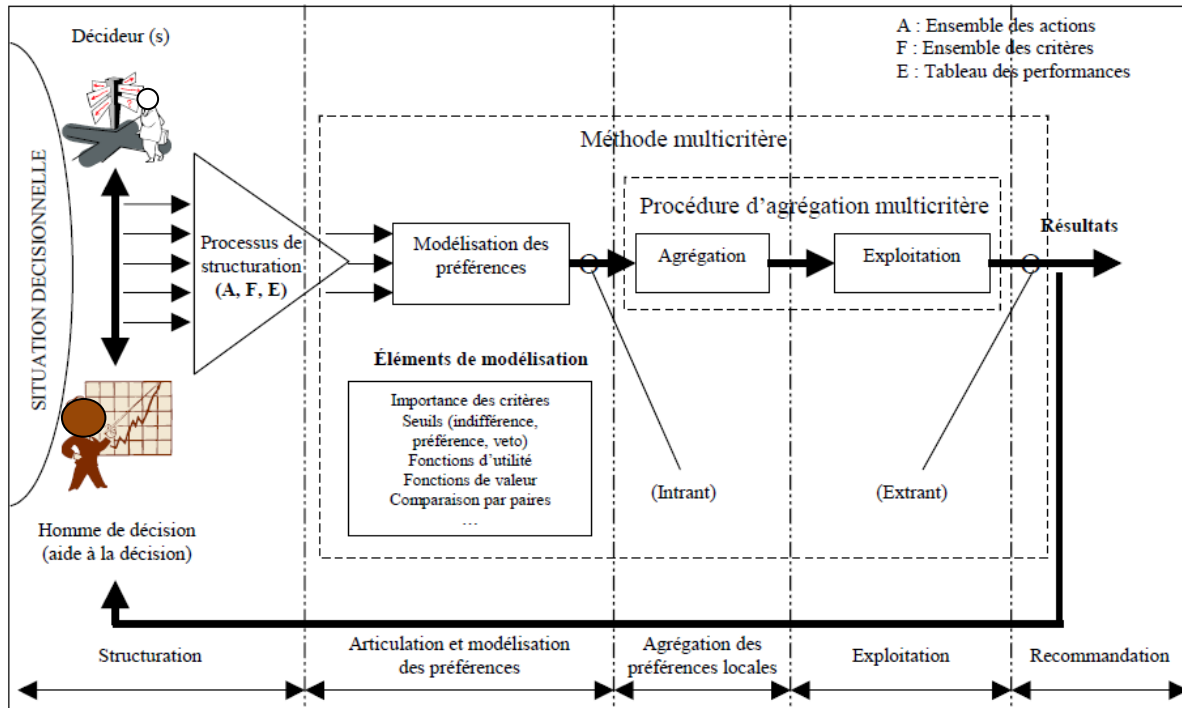 Décideur (s)
A : Ensemble des actions
F : Ensemble des critères
E : Tableau des performances
SITUATION DECISIONNELLE
Méthode multicritère
Procédure d'agrégation multicritère
Résultats
Processus de
structuration
(A, F, E)
Modélisation des
préférences
Agrégation
Exploitation
Éléments de modélisation
Importance des critères
Seuils (indifférence,
préférence, veto)
Fonctions d'utilité
Fonctions de valeur
Comparaison par paires
…
(Intrant)
(Extrant)
Homme de décision
(aide à la décision)
Structuration
Articulation et modélisation
des préférences
Agrégation des
préférences locales
Exploitation
Recommandation